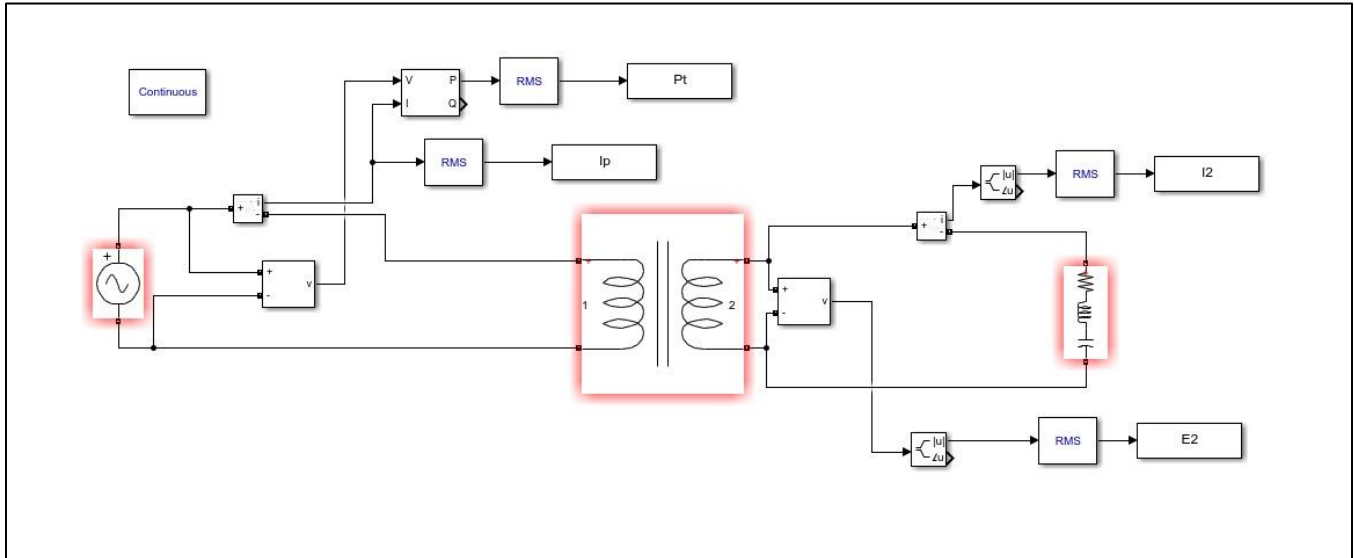 Continuous
V
I
P
Q
RMS
Pt
RMS
Ip
+
i
-
+
+
-
v
1
2
+
-
v
+
i
-
|u|
∠u
RMS
I2
|u|
∠u
RMS
E2